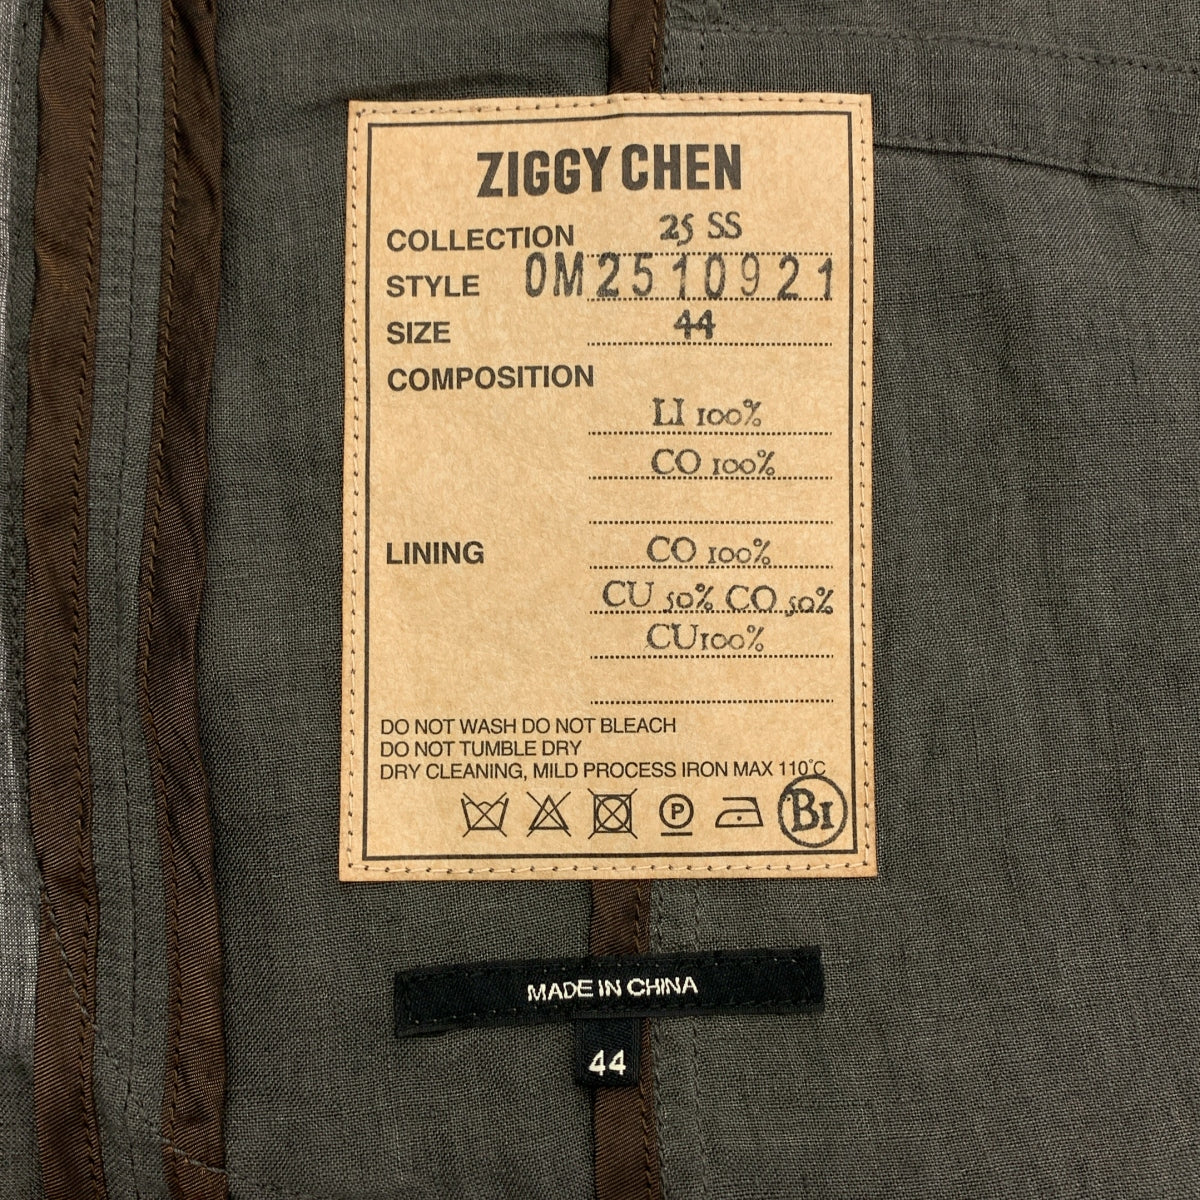 ZIGGY CHEN
COLLECTION 25 SS
STYLE 0M2510921
SIZE 44
COMPOSITION
LI 100%
CO 100%
LINING CO 100%
CU 50% CO 50%
CU100%
DO NOT WASH DO NOT BLEACH
DO NOT TUMBLE DRY
DRY CLEANING, MILD PROCESS IRON MAX 110°C
P
B1
MADE IN CHINA
44